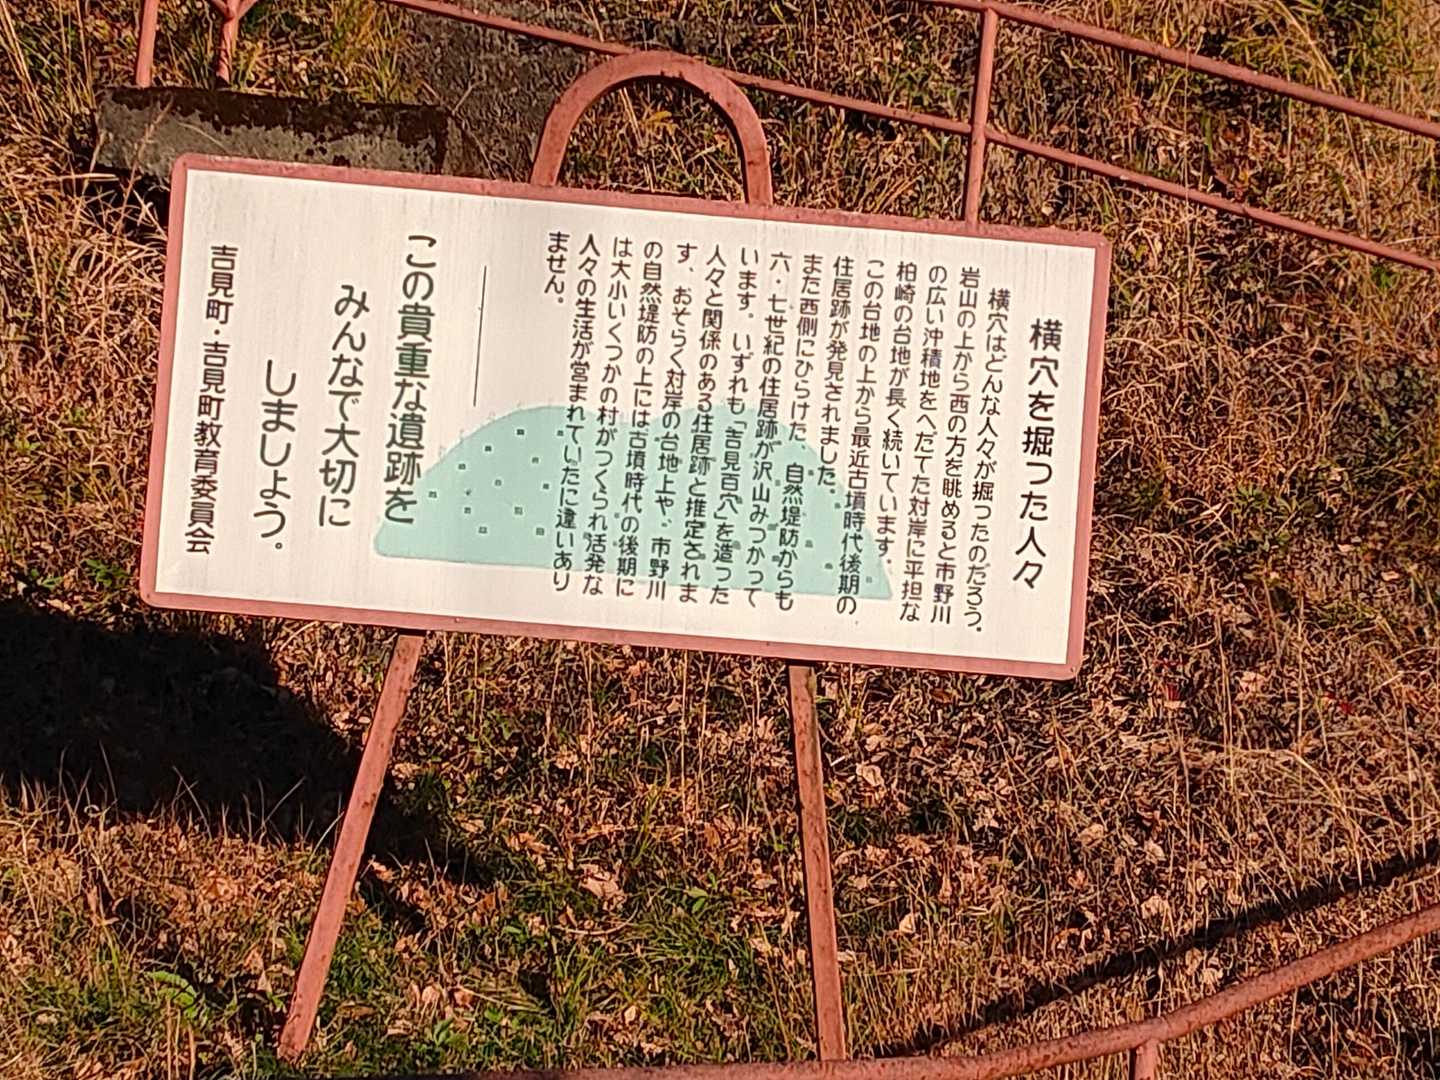 横穴を掘った人々
横穴はどんな人々が掘ったのだろう。
岩山の上から西の方を眺めると市野川
の広い沖積地をへだてた対岸に平担な
柏崎の台地が長く続いています。
この台地の上から最近古墳時代後期の
住居跡が発見されました。
また西側にひらけた、自然堤防からも
六・七世紀の住居跡が沢山みつかって
います。いずれも「吉見百穴」を造った
人々と関係のある住居跡と推定されま
す、おそらく対岸の台地上や、市野川
の自然堤防の上には古墳時代の後期に
は大小いくつかの村がつくられ活発な
人々の生活が営まれていたに違いあり
ません。
この貴重な遺跡を
みんなで大切に
しましょう。
吉見町・吉見町教育委員会